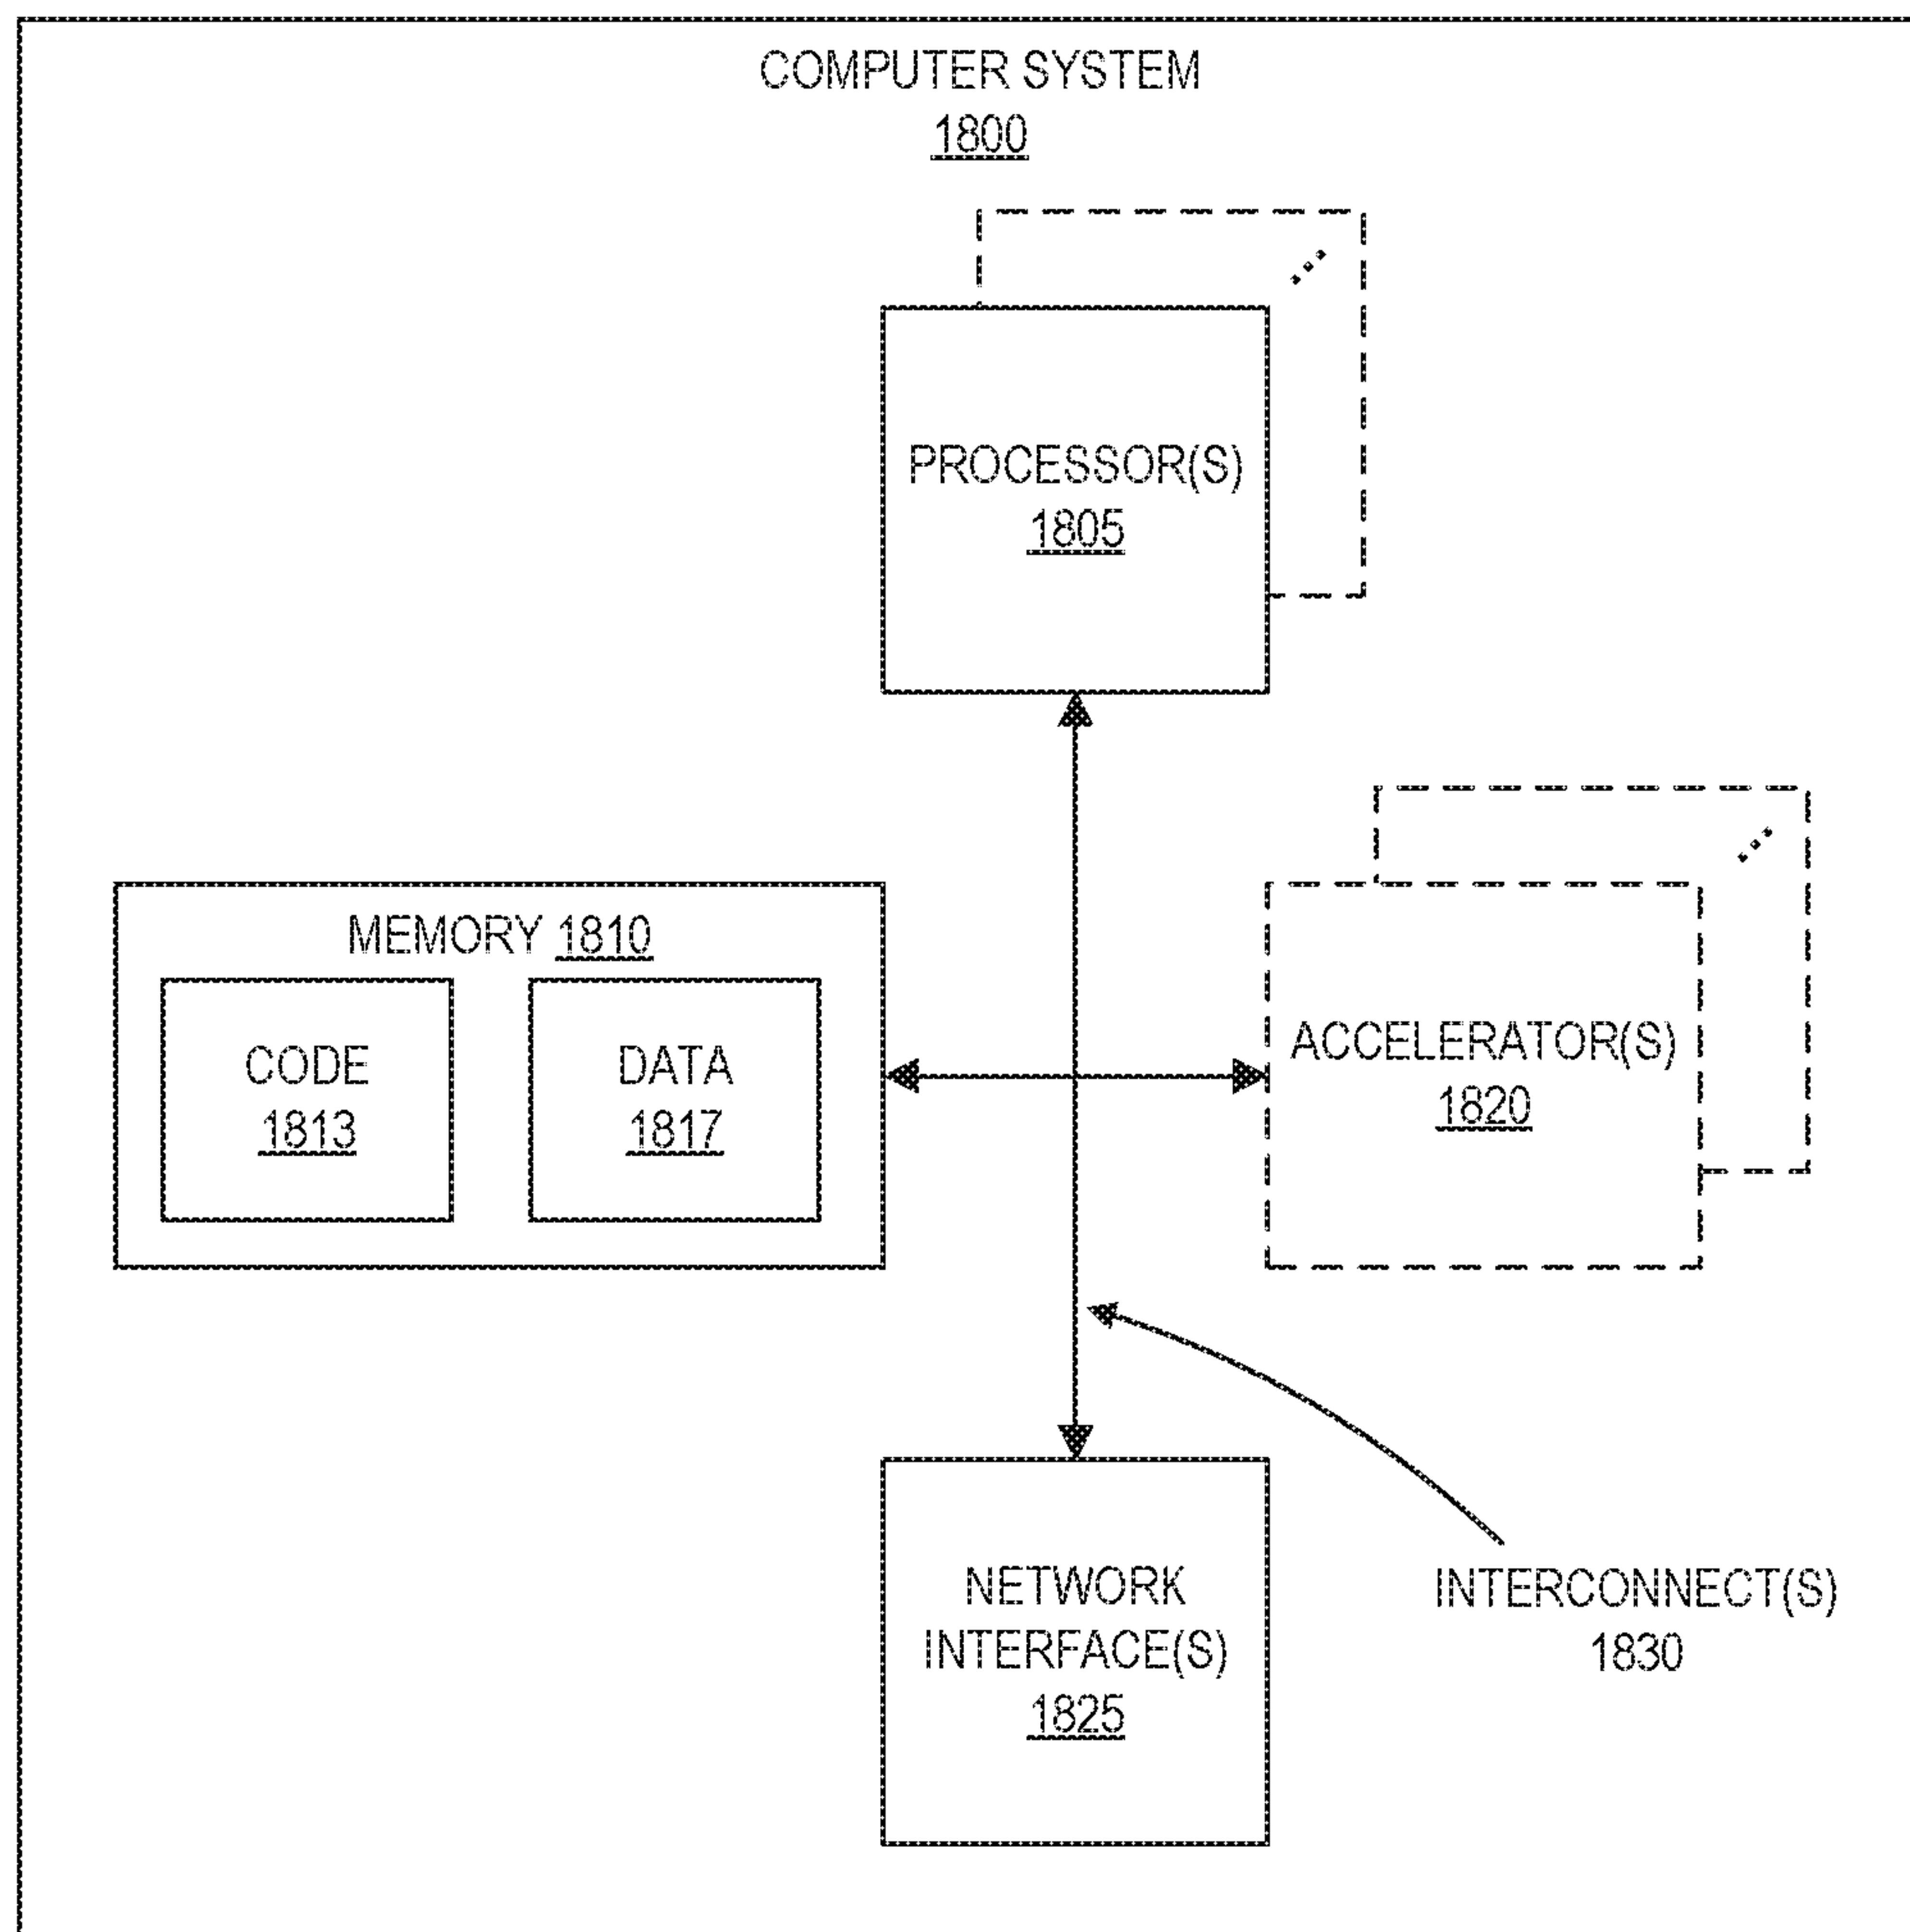 COMPUTER SYSTEM
1800
PROCESSOR(S)
1805
MEMORY 1810
CODE
1813
DATA
1817
ACCELERATOR(S)
1820
NETWORK
INTERFACE(S)
1825
INTERCONNECT(S)
1830